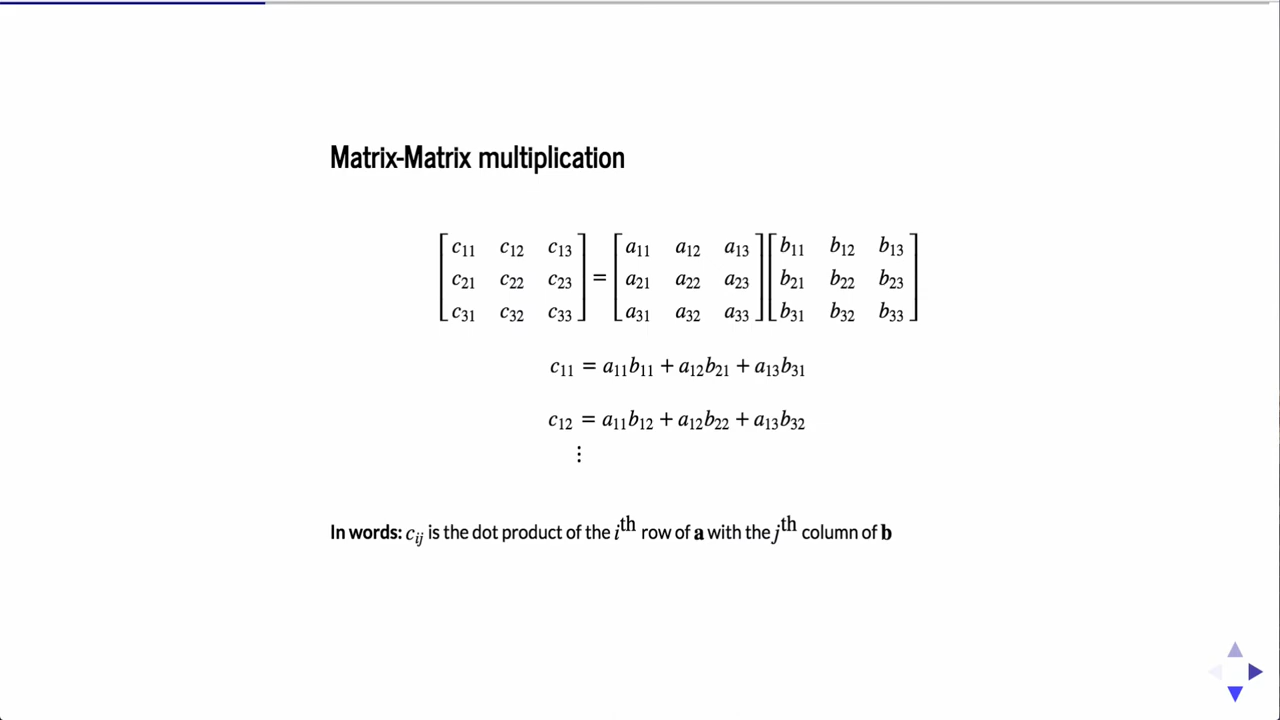 Matrix-Matrix multiplication
[c₁₁ c₁₂ c₁₃] [a₁₁ a₁₂ a₁₃] [b₁₁ b₁₂ b₁₃]
[c₂₁ c₂₂ c₂₃] = [a₂₁ a₂₂ a₂₃] [b₂₁ b₂₂ b₂₃]
[c₃₁ c₃₂ c₃₃] [a₃₁ a₃₂ a₃₃] [b₃₁ b₃₂ b₃₃]
c₁₁ = a₁₁b₁₁ + a₁₂b₂₁ + a₁₃b₃₁
c₁₂ = a₁₁b₁₂ + a₁₂b₂₂ + a₁₃b₃₂
⋮
In words: cᵢⱼ is the dot product of the iᵗʰ row of a with the jᵗʰ column of b